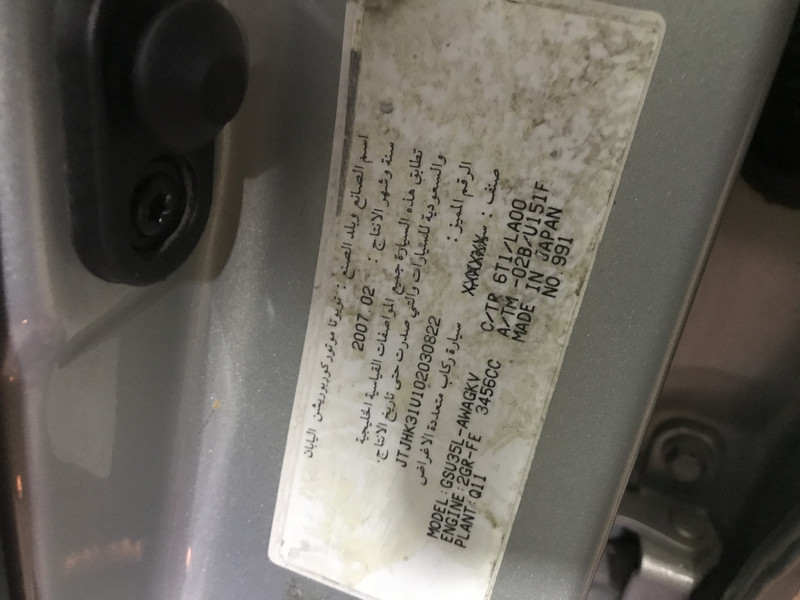 اسم الصانع وبلد الصنع : تويوتا موتور كوربوريشن اليابان
سنة وشهر الانتاج : 2007 02
تطابق هذه السيارة جميع المواصفات القياسية الخليجية
والسعودية للسيارات والتي صدرت حتى تاريخ الانتاج.
الرقم المميز : JTJHK31U102030822
صنف : سيارة ركاب متعددة الاغراض
MODEL:GSU35L-AWAGKV C/TR 6T1/LA00
ENGINE:2GR-FE 3456CC A/TM -02B/U151F
PLANT:Q11 MADE IN JAPAN
NO.991